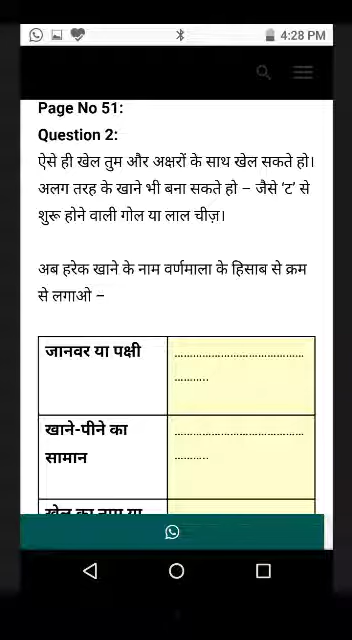 4:28 PM
Page No 51:
Question 2:
ऐसे ही खेल तुम और अक्षरों के साथ खेल सकते हो।
अलग तरह के खाने भी बना सकते हो – जैसे ‘ट’ से
शुरू होने वाली गोल या लाल चीज़।
अब हरेक खाने के नाम वर्णमाला के हिसाब से क्रम
से लगाओ –
जानवर या पक्षी
............................................
...........
खाने-पीने का
सामान
............................................
...........
खेल का नाम या